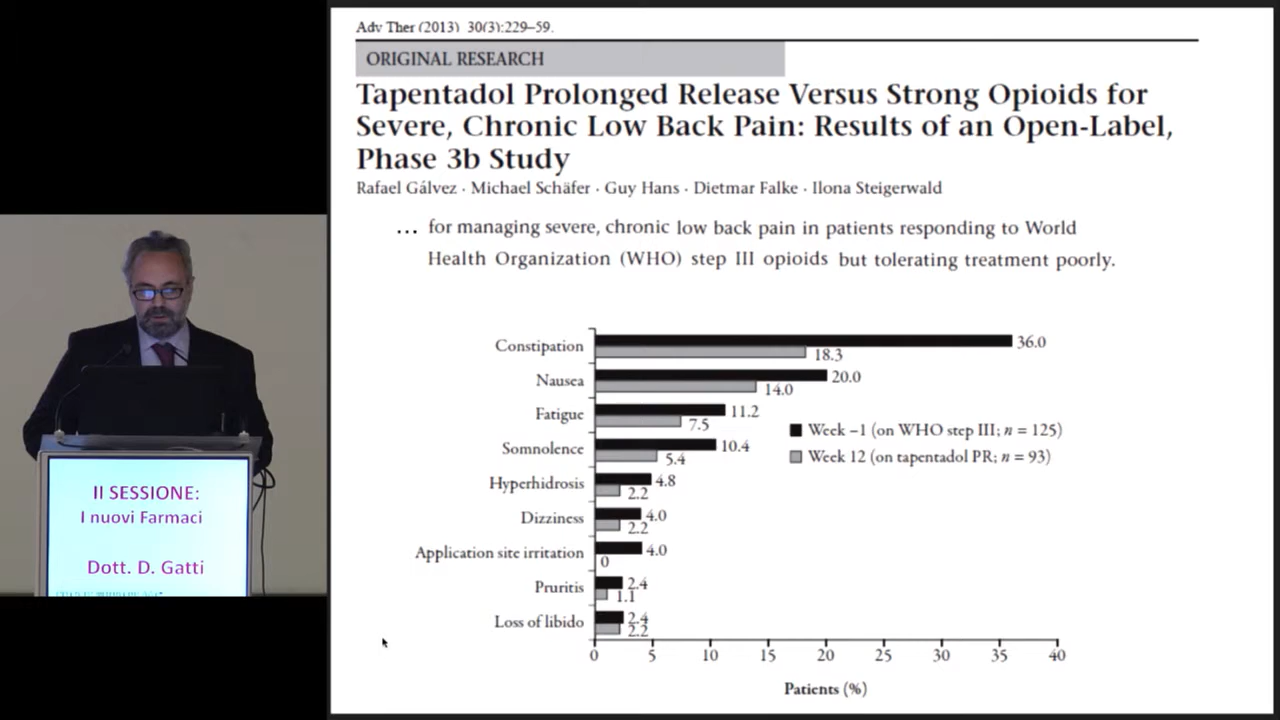 Adv Ther (2013) 30(3):229–59.
ORIGINAL RESEARCH
Tapentadol Prolonged Release Versus Strong Opioids for
Severe, Chronic Low Back Pain: Results of an Open-Label,
Phase 3b Study
Rafael Gálvez · Michael Schäfer · Guy Hans · Dietmar Falke · Ilona Steigerwald
... for managing severe, chronic low back pain in patients responding to World
Health Organization (WHO) step III opioids but tolerating treatment poorly.
Constipation 36.0
18.3
Nausea 20.0
14.0
Fatigue 11.2
7.5
Somnolence 10.4
5.4
Hyperhidrosis 4.8
2.2
Dizziness 4.0
2.2
Application site irritation 4.0
0
Pruritis 2.4
1.1
Loss of libido 2.4
2.2
Week –1 (on WHO step III; n = 125)
Week 12 (on tapentadol PR; n = 93)
0 5 10 15 20 25 30 35 40
Patients (%)
II SESSIONE:
I nuovi Farmaci
Dott. D. Gatti